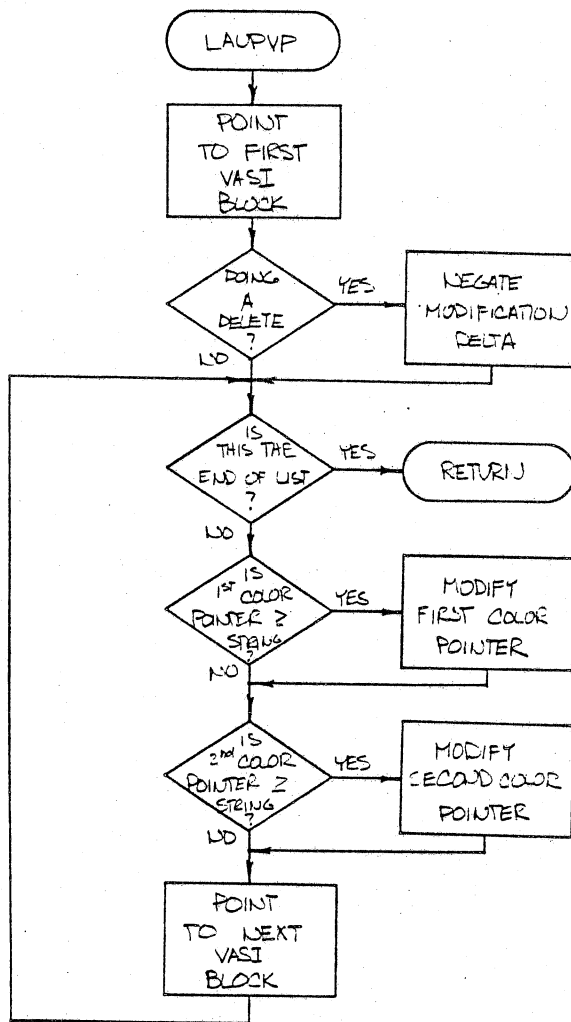 LAUPVP
POINT
TO FIRST
VASI
BLOCK
DOING
A
DELETE
?
YES
NEGATE
MODIFICATION
DELTA
NO
IS
THIS THE
END OF LIST
?
YES
RETURN
NO
IS
1st COLOR
POINTER ≥
STRING
?
YES
MODIFY
FIRST COLOR
POINTER
NO
IS
2nd COLOR
POINTER ≥
STRING
?
YES
MODIFY
SECOND COLOR
POINTER
NO
POINT
TO NEXT
VASI
BLOCK